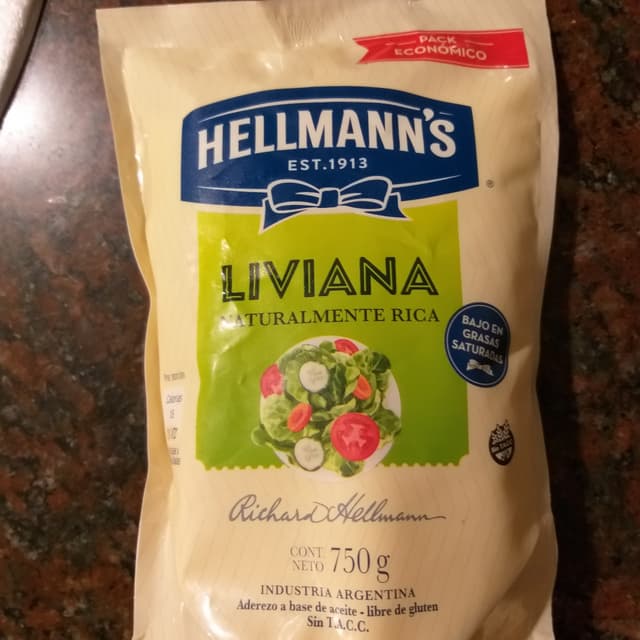 PACK
ECONÓMICO
HELLMANN'S
EST.1913
®
LIVIANA
NATURALMENTE RICA
BAJO EN
GRASAS
SATURADAS
Calorías
Richard Hellmann
CONT.
NETO 750 g
INDUSTRIA ARGENTINA
Aderezo a base de aceite - libre de gluten
Sin T.A.C.C.